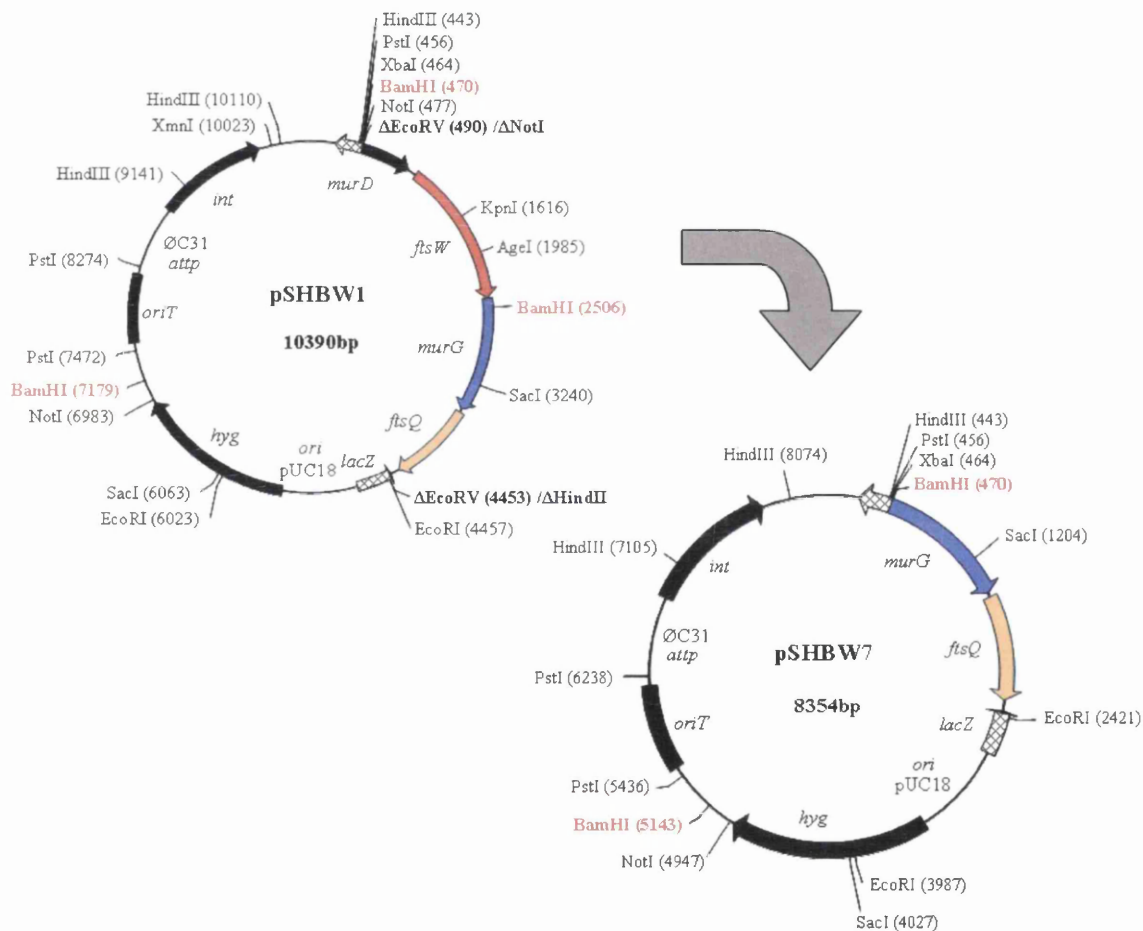 HindIII (443)
PstI (456)
XbaI (464)
BamHI (470)
NotI (477)
ΔEcoRV (490) /ΔNotI
HindIII (10110)
XmnI (10023)
HindIII (9141)
int
murD
KpnI (1616)
ftsW
AgeI (1985)
ØC31
attp
PstI (8274)
pSHBW1
10390bp
BamHI (2506)
oriT
murG
PstI (7472)
BamHI (7179)
NotI (6983)
SacI (3240)
ftsQ
hyg
ori
pUC18
lacZ
SacI (6063)
EcoRI (6023)
ΔEcoRV (4453) /ΔHindII
EcoRI (4457)
HindIII (443)
PstI (456)
XbaI (464)
BamHI (470)
HindIII (8074)
SacI (1204)
HindIII (7105)
int
murG
ØC31
attp
pSHBW7
8354bp
ftsQ
PstI (6238)
oriT
lacZ
EcoRI (2421)
ori
pUC18
PstI (5436)
BamHI (5143)
hyg
NotI (4947)
EcoRI (3987)
SacI (4027)